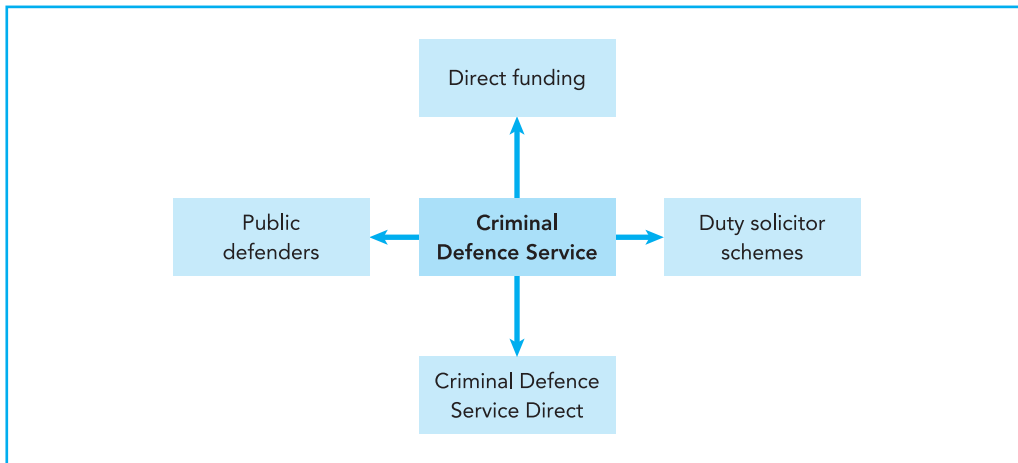 Direct funding
Public
defenders
Criminal
Defence Service
Duty solicitor
schemes
Criminal Defence
Service Direct